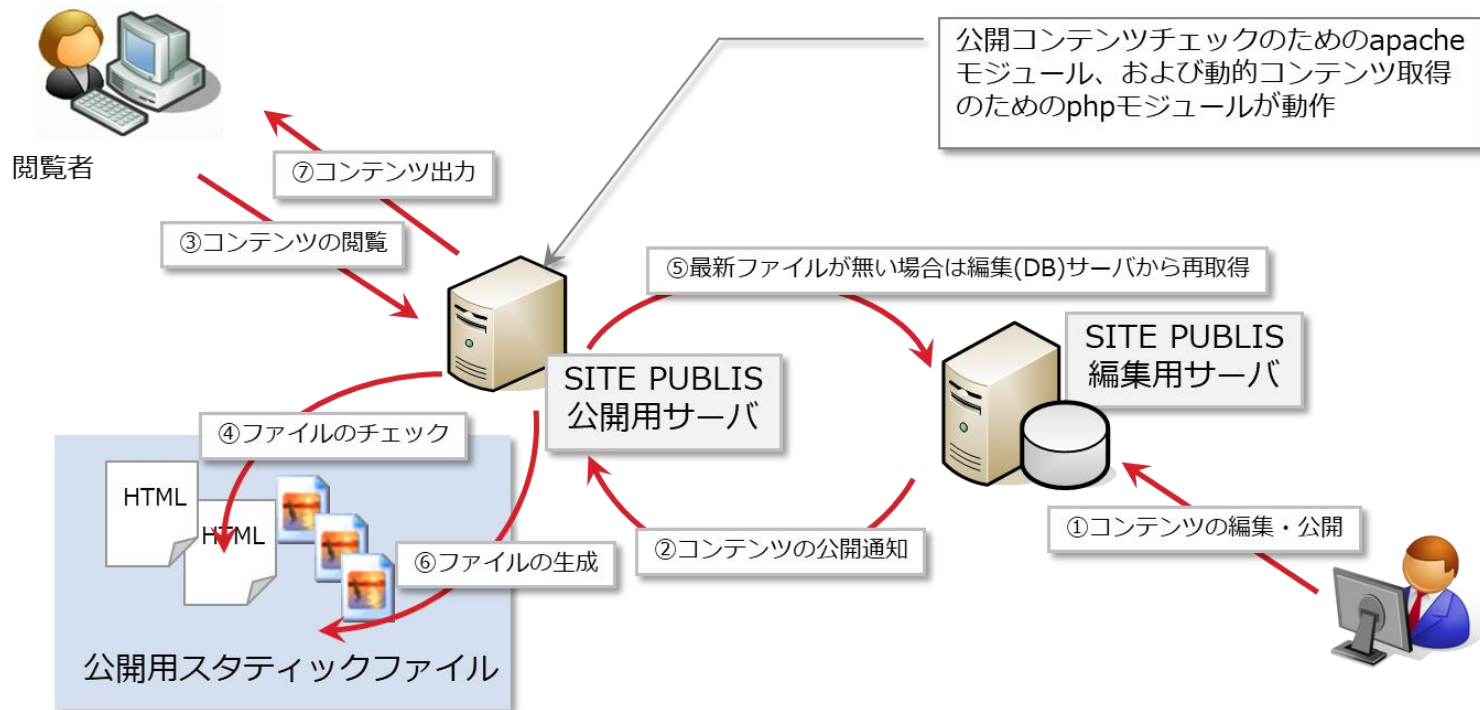 公開コンテンツチェックのためのapache
モジュール、および動的コンテンツ取得
のためのphpモジュールが動作
閲覧者
⑦コンテンツ出力
③コンテンツの閲覧
⑤最新ファイルが無い場合は編集(DB)サーバから再取得
SITE PUBLIS
編集用サーバ
SITE PUBLIS
公開用サーバ
④ファイルのチェック
HTML
HTML
②コンテンツの公開通知
①コンテンツの編集・公開
⑥ファイルの生成
公開用スタティックファイル